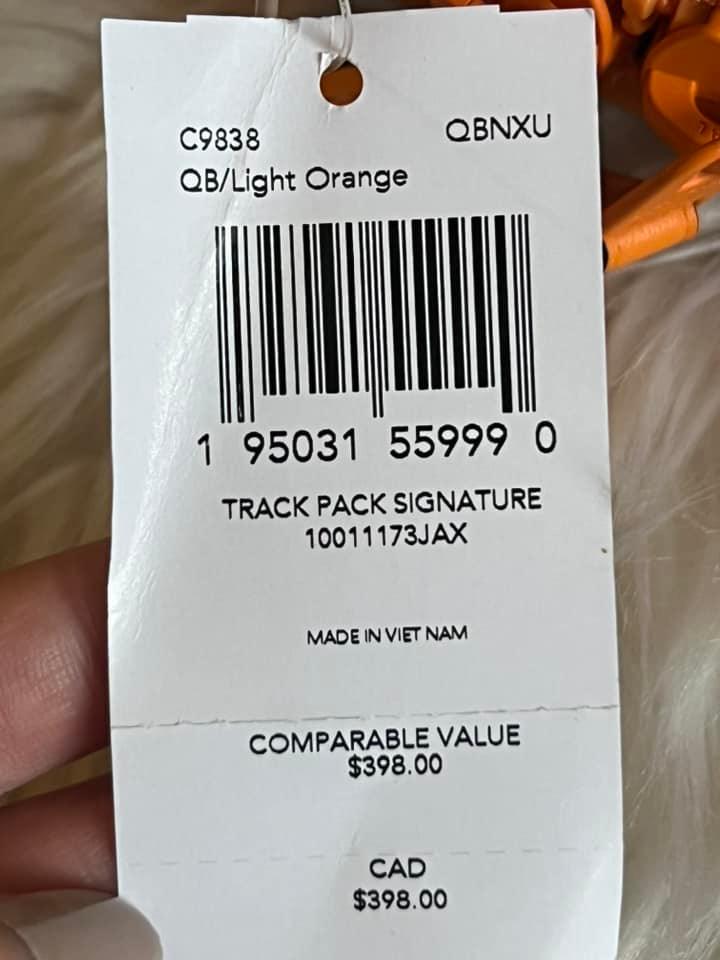 C9838 QBNXU
QB/Light Orange
1 95031 55999 0
TRACK PACK SIGNATURE
10011173JAX
MADE IN VIET NAM
COMPARABLE VALUE
$398.00
CAD
$398.00